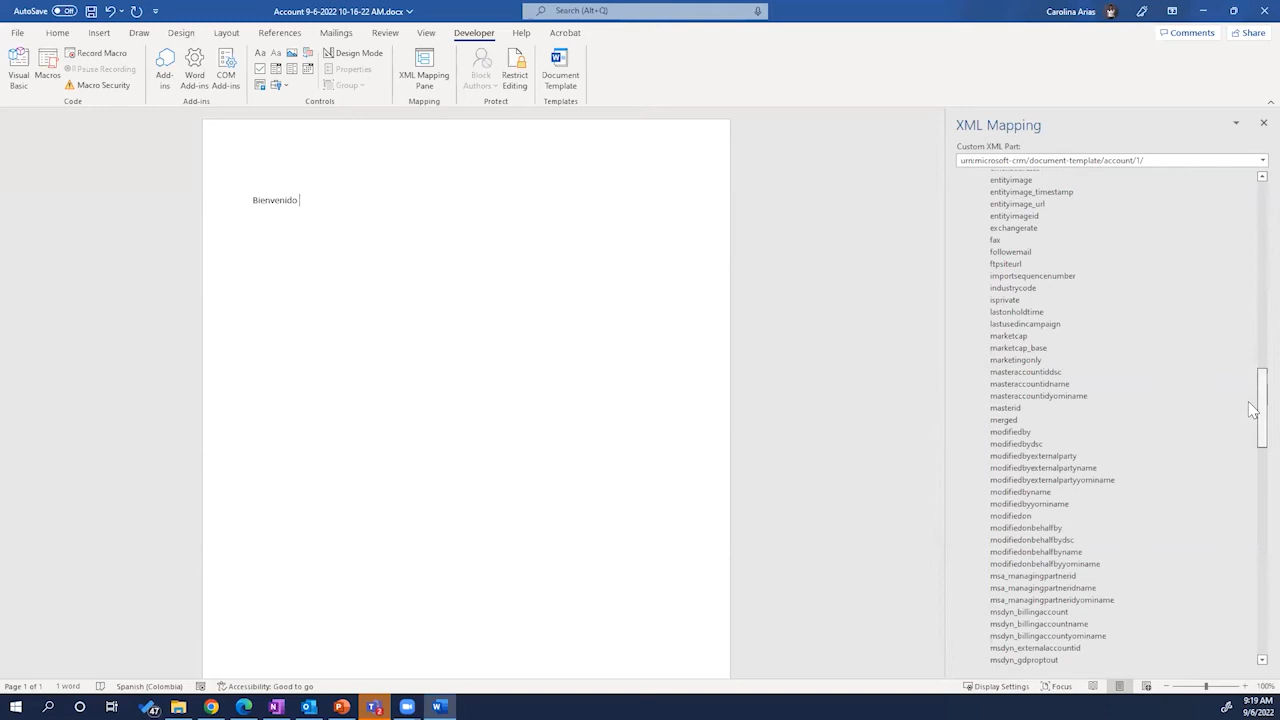 AutoSave Off
Account 9-6-2022 10-16-22 AM.docx
Search (Alt+Q)
Carolina Arias
File Home Insert Draw Design Layout References Mailings Review View Developer Help Acrobat
Comments Share
Visual Basic
Macros
Record Macro
Pause Recording
Macro Security
Code
Add-ins
Word Add-ins
COM Add-ins
Add-ins
Aa Aa
Design Mode
Properties
Group
Controls
XML Mapping Pane
Mapping
Block Authors
Restrict Editing
Protect
Document Template
Templates
Bienvenido
XML Mapping
Custom XML Part:
urn:microsoft-crm/document-template/account/1/
entityimage
entityimage_timestamp
entityimage_url
entityimageid
exchangerate
fax
followemail
ftpsiteurl
importsequencenumber
industrycode
isprivate
lastonholdtime
lastusedincampaign
marketcap
marketcap_base
marketingonly
masteraccountiddsc
masteraccountidname
masteraccountidyominame
masterid
merged
modifiedby
modifiedbydsc
modifiedbyexternalparty
modifiedbyexternalpartyname
modifiedbyexternalpartyyominame
modifiedbyname
modifiedbyyominame
modifiedon
modifiedonbehalfby
modifiedonbehalfbydsc
modifiedonbehalfbyname
modifiedonbehalfbyyominame
msa_managingpartnerid
msa_managingpartneridname
msa_managingpartneridyominame
msdyn_billingaccount
msdyn_billingaccountname
msdyn_billingaccountyominame
msdyn_externalaccountid
msdyn_gdproptout
Page 1 of 1 1 word Spanish (Colombia) Accessibility: Good to go
Display Settings Focus 100%
9:19 AM
9/6/2022